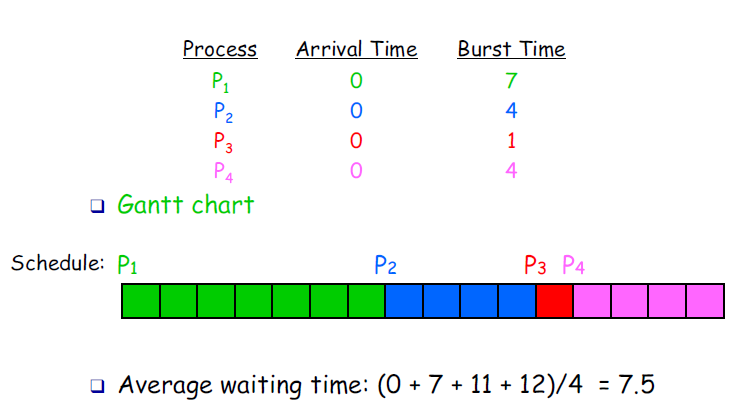 Process Arrival Time Burst Time
P1 0 7
P2 0 4
P3 0 1
P4 0 4
Gantt chart
Schedule: P1 P2 P3 P4
Average waiting time: (0 + 7 + 11 + 12)/4 = 7.5